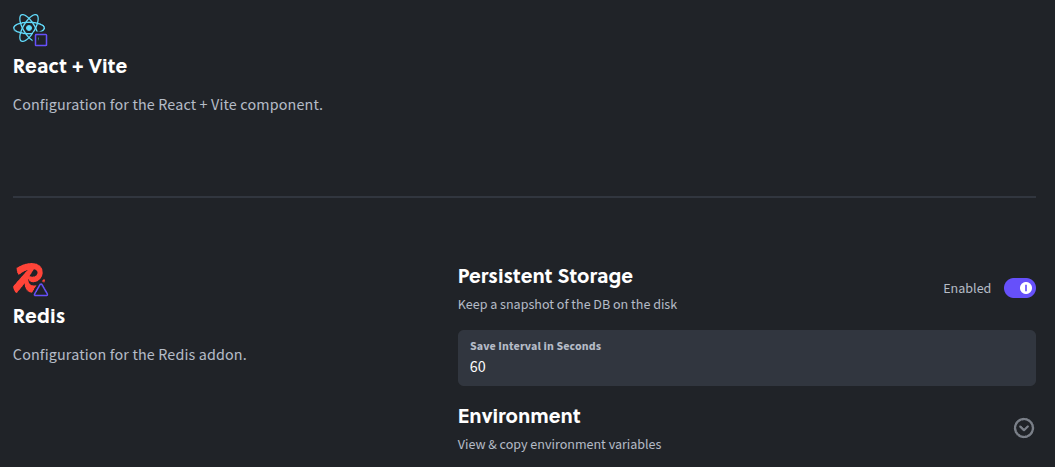 React + Vite
Configuration for the React + Vite component.
Redis
Configuration for the Redis addon.
Persistent Storage
Keep a snapshot of the DB on the disk
Enabled
Save Interval in Seconds
60
Environment
View & copy environment variables